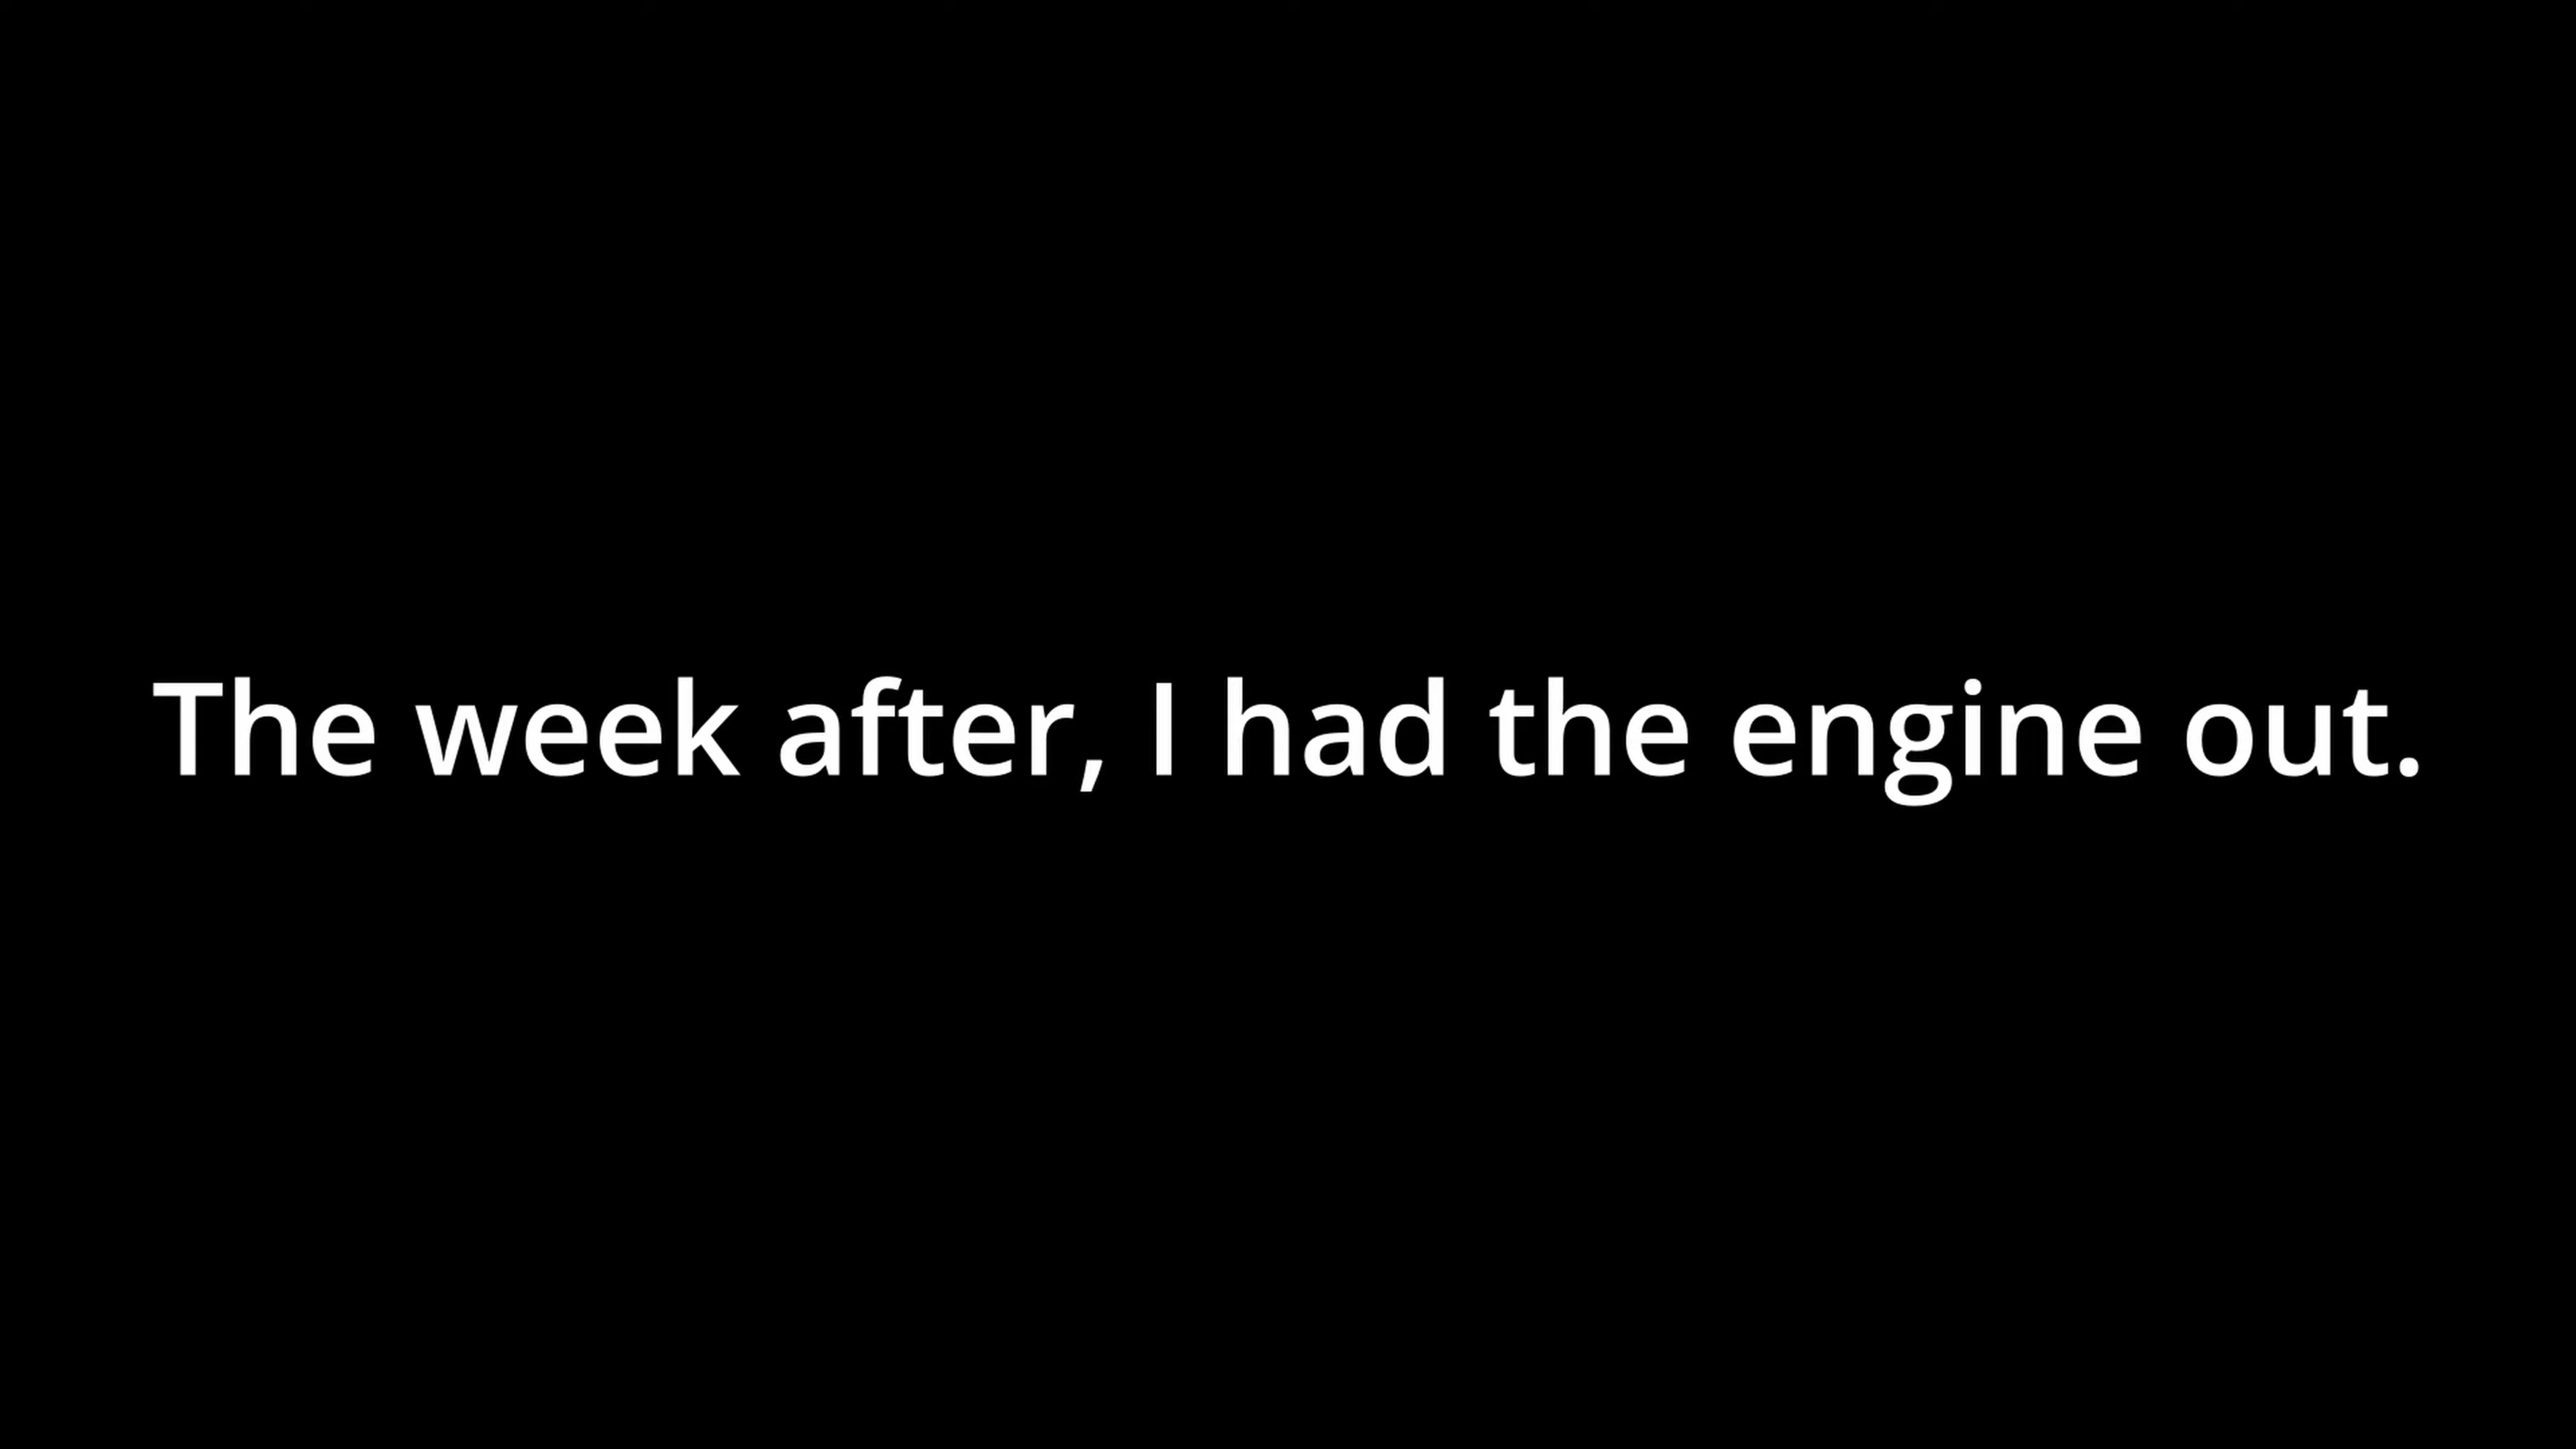 The week after, I had the engine out.